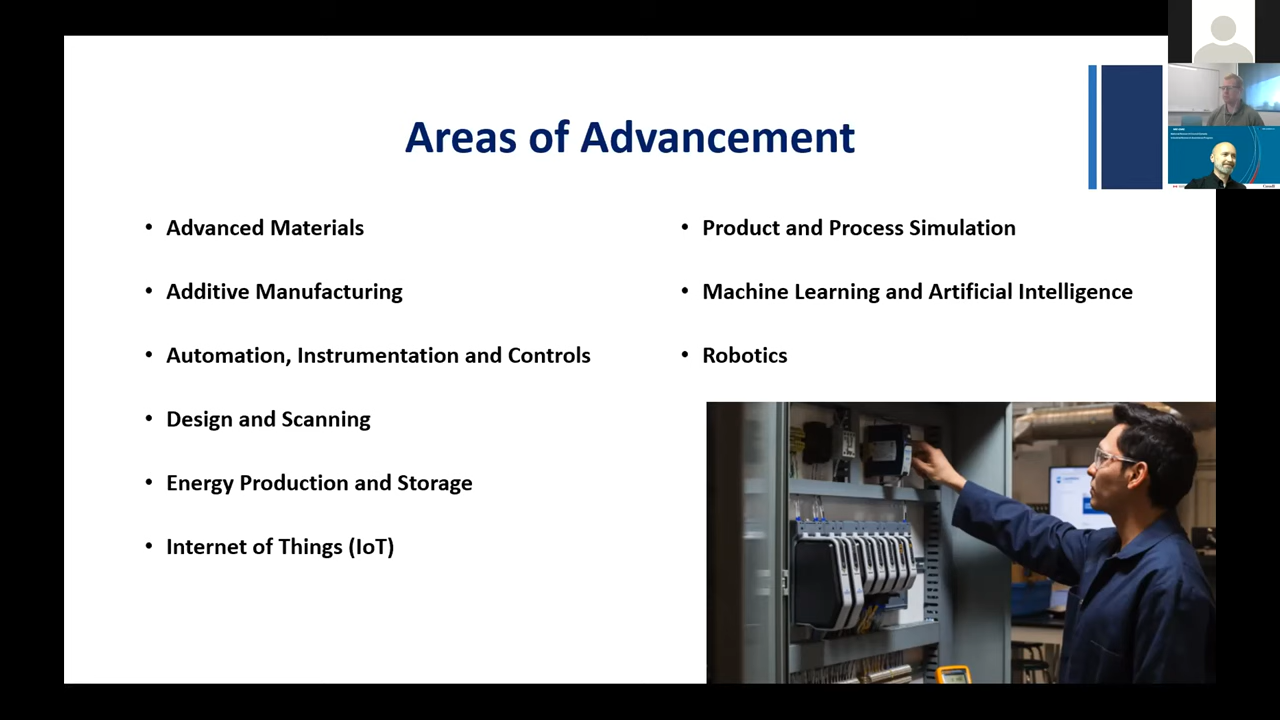 Areas of Advancement
• Advanced Materials
• Additive Manufacturing
• Automation, Instrumentation and Controls
• Design and Scanning
• Energy Production and Storage
• Internet of Things (IoT)
• Product and Process Simulation
• Machine Learning and Artificial Intelligence
• Robotics